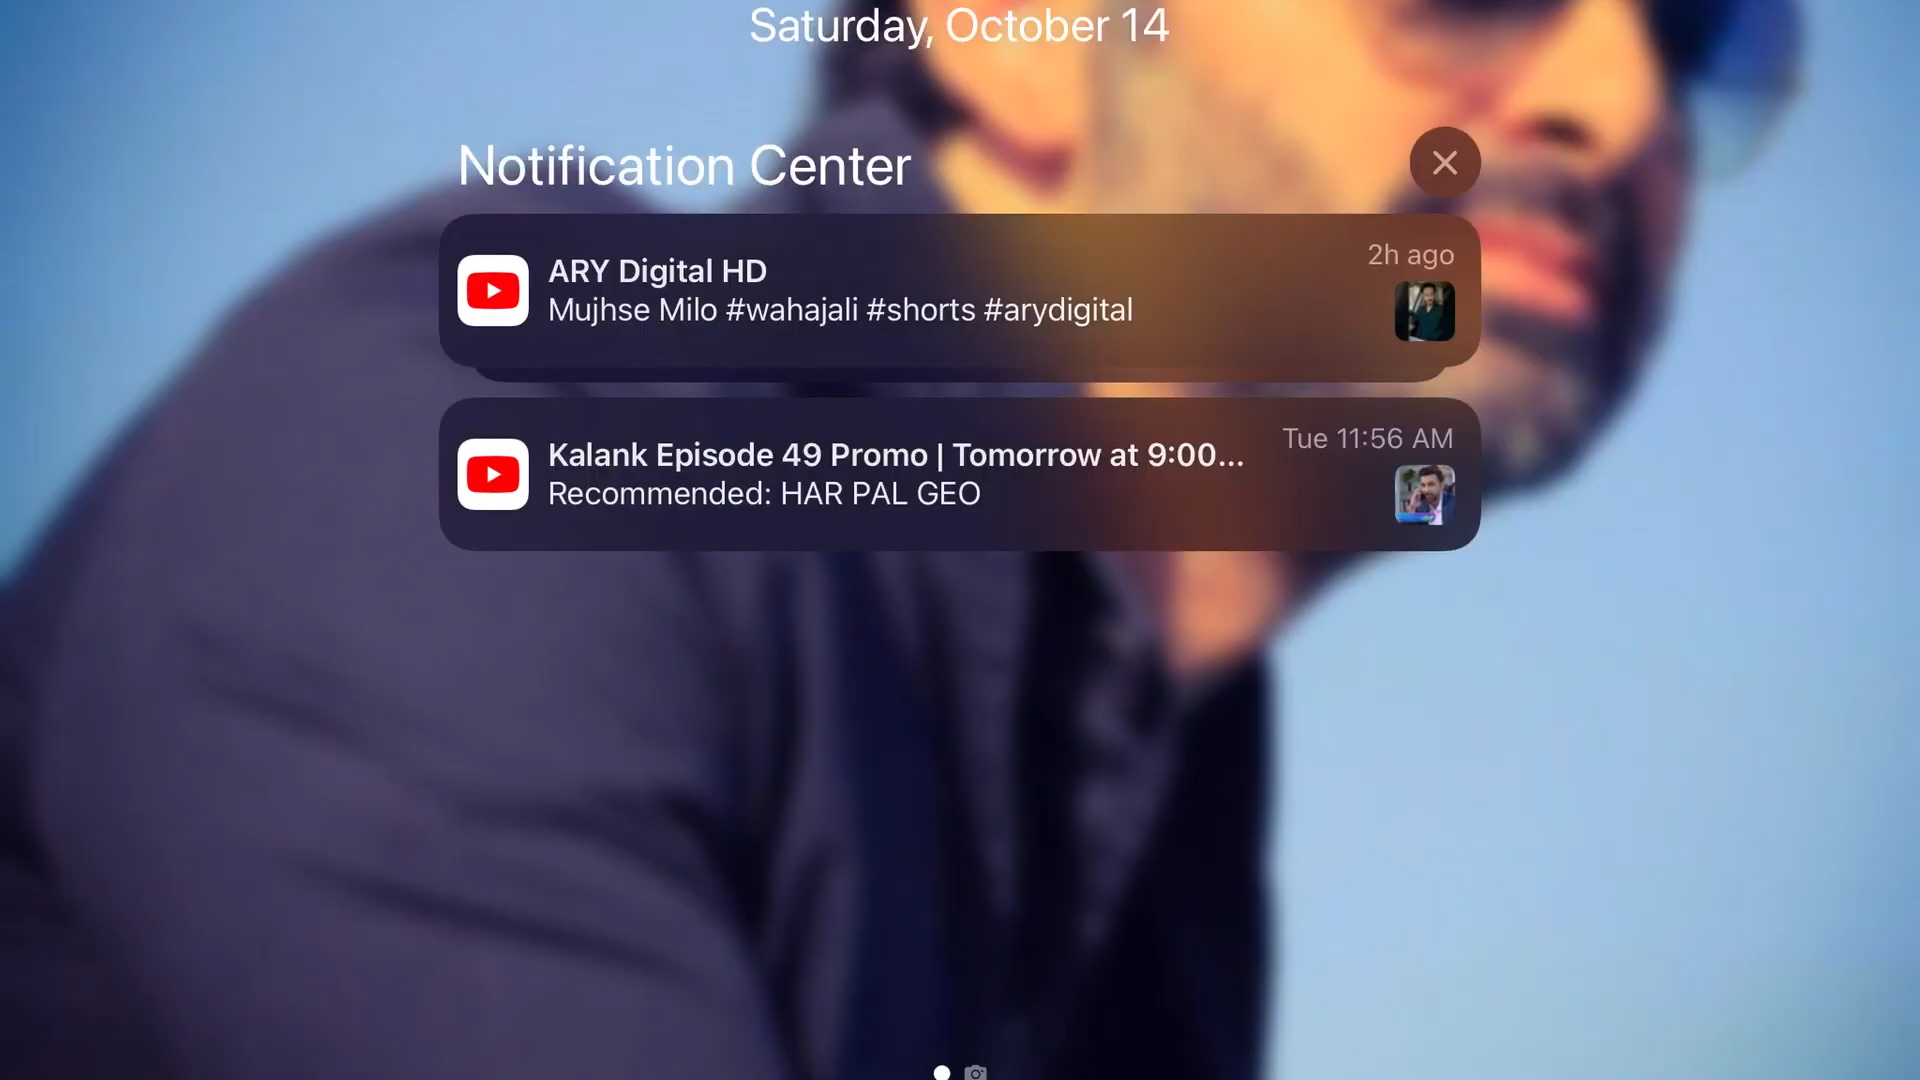 Saturday, October 14
Notification Center
ARY Digital HD
2h ago
Mujhse Milo #wahajali #shorts #arydigital
Kalank Episode 49 Promo | Tomorrow at 9:00...
Tue 11:56 AM
Recommended: HAR PAL GEO